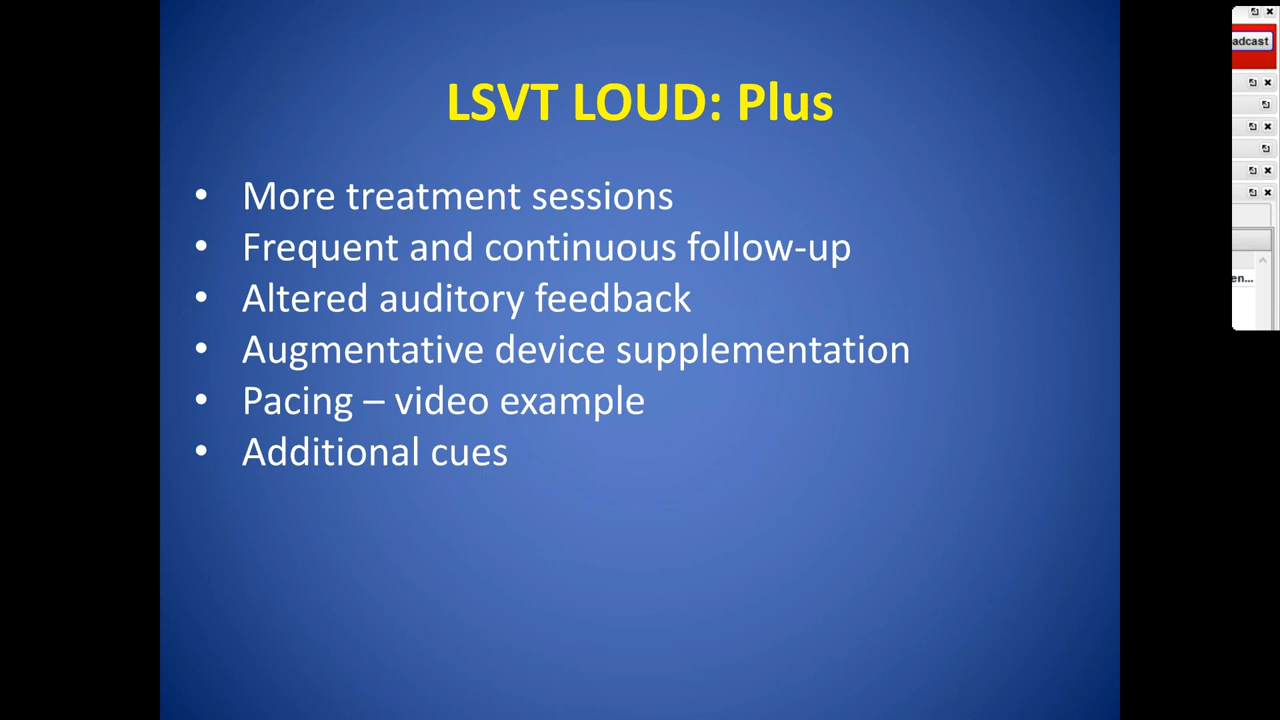 LSVT LOUD: Plus
• More treatment sessions
• Frequent and continuous follow-up
• Altered auditory feedback
• Augmentative device supplementation
• Pacing – video example
• Additional cues
adcast
en...